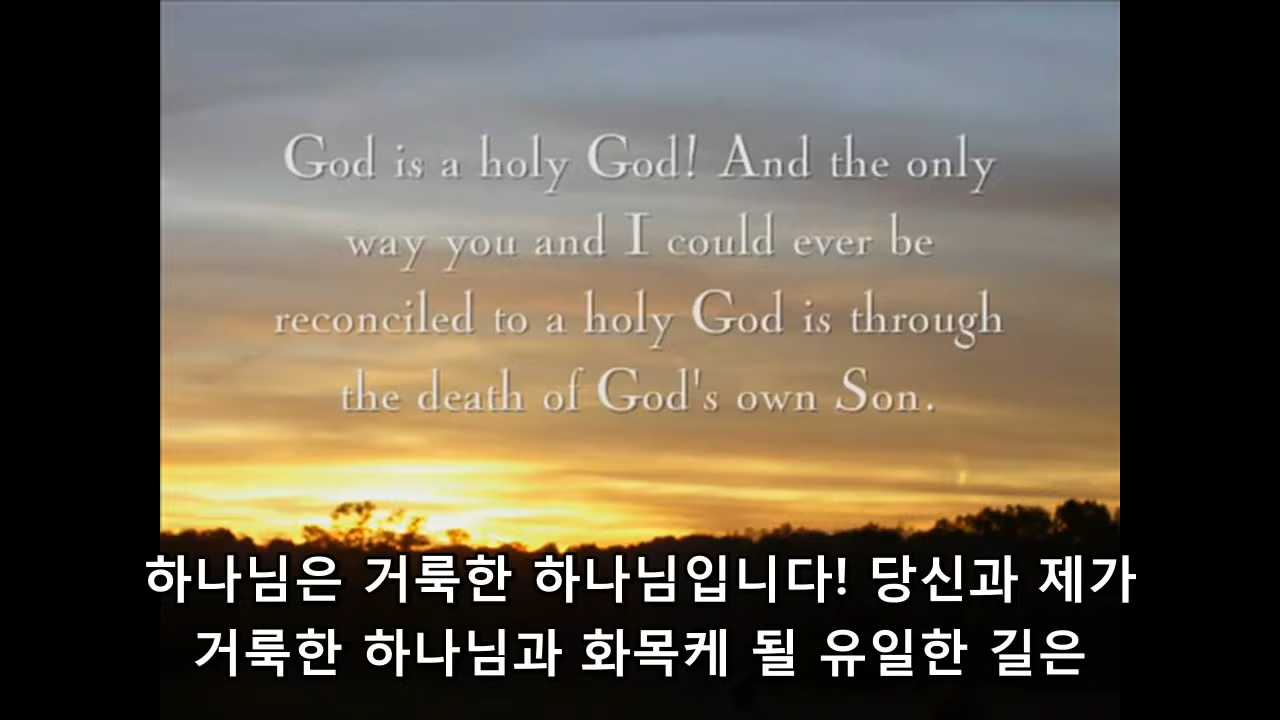 God is a holy God! And the only
way you and I could ever be
reconciled to a holy God is through
the death of God's own Son.
하나님은 거룩한 하나님입니다! 당신과 제가
거룩한 하나님과 화목케 될 유일한 길은